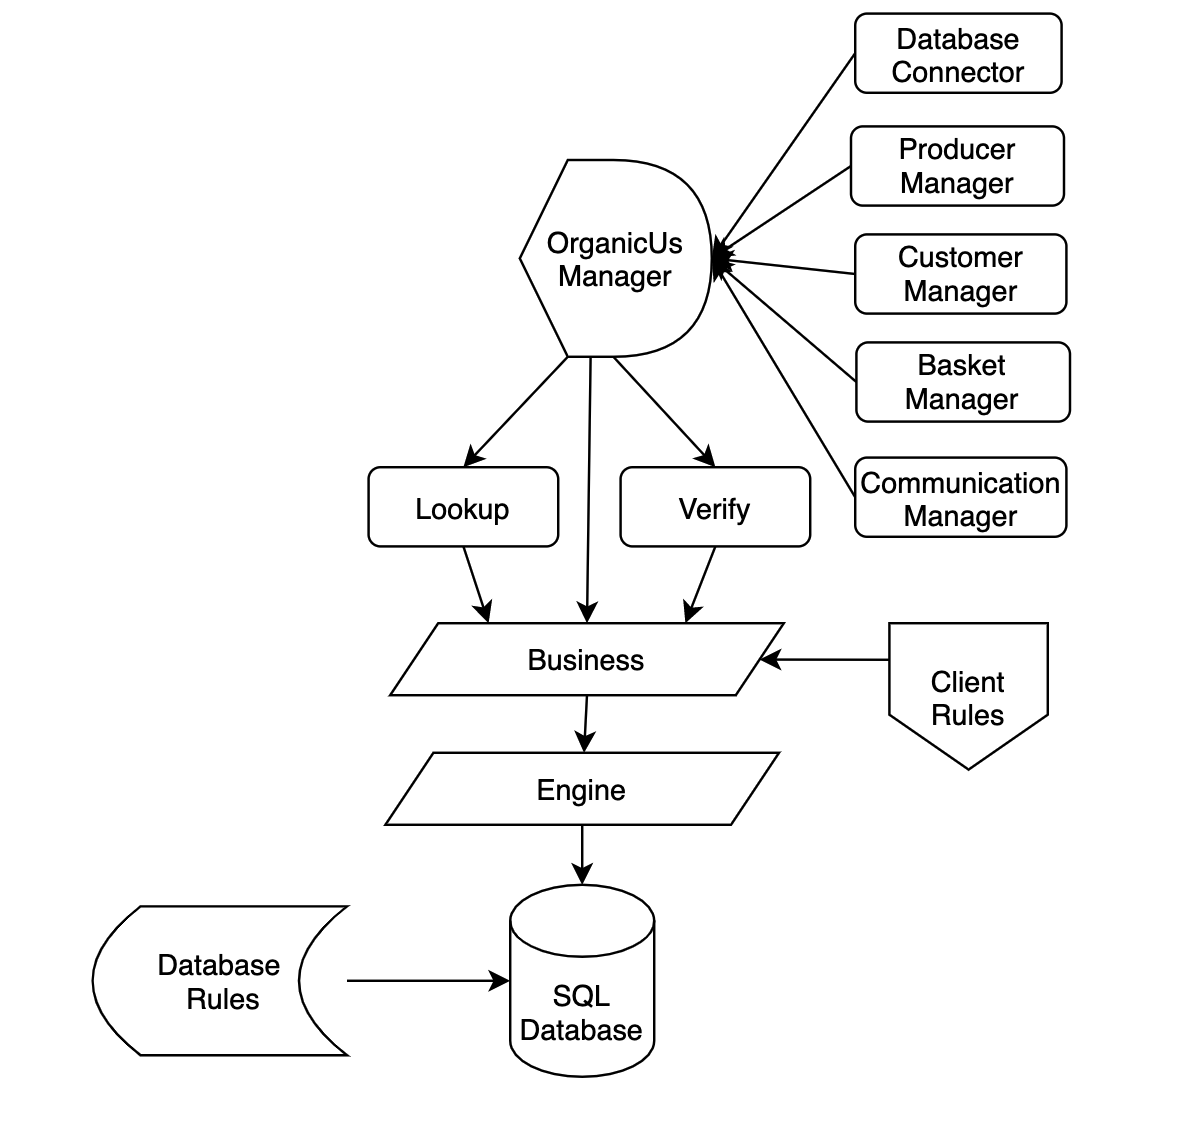 Database
Connector
Producer
Manager
OrganicUs
Manager
Customer
Manager
Basket
Manager
Lookup
Verify
Communication
Manager
Business
Client
Rules
Engine
Database
Rules
SQL
Database